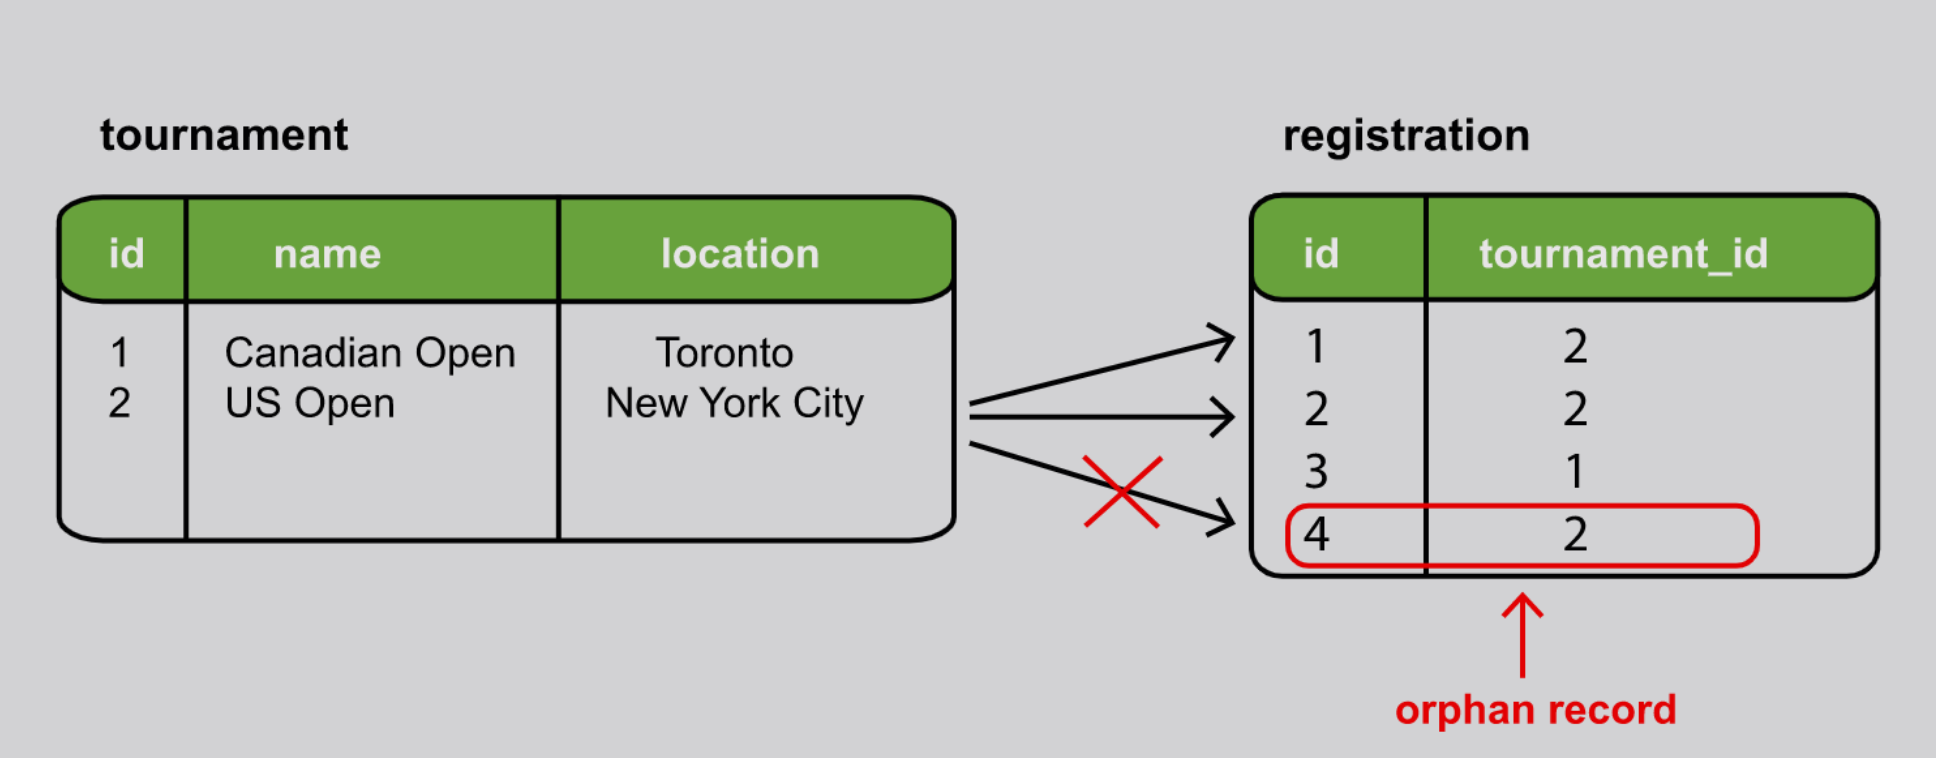 tournament
id name location
1 Canadian Open Toronto
2 US Open New York City
registration
id tournament_id
1 2
2 2
3 1
4 2
orphan record